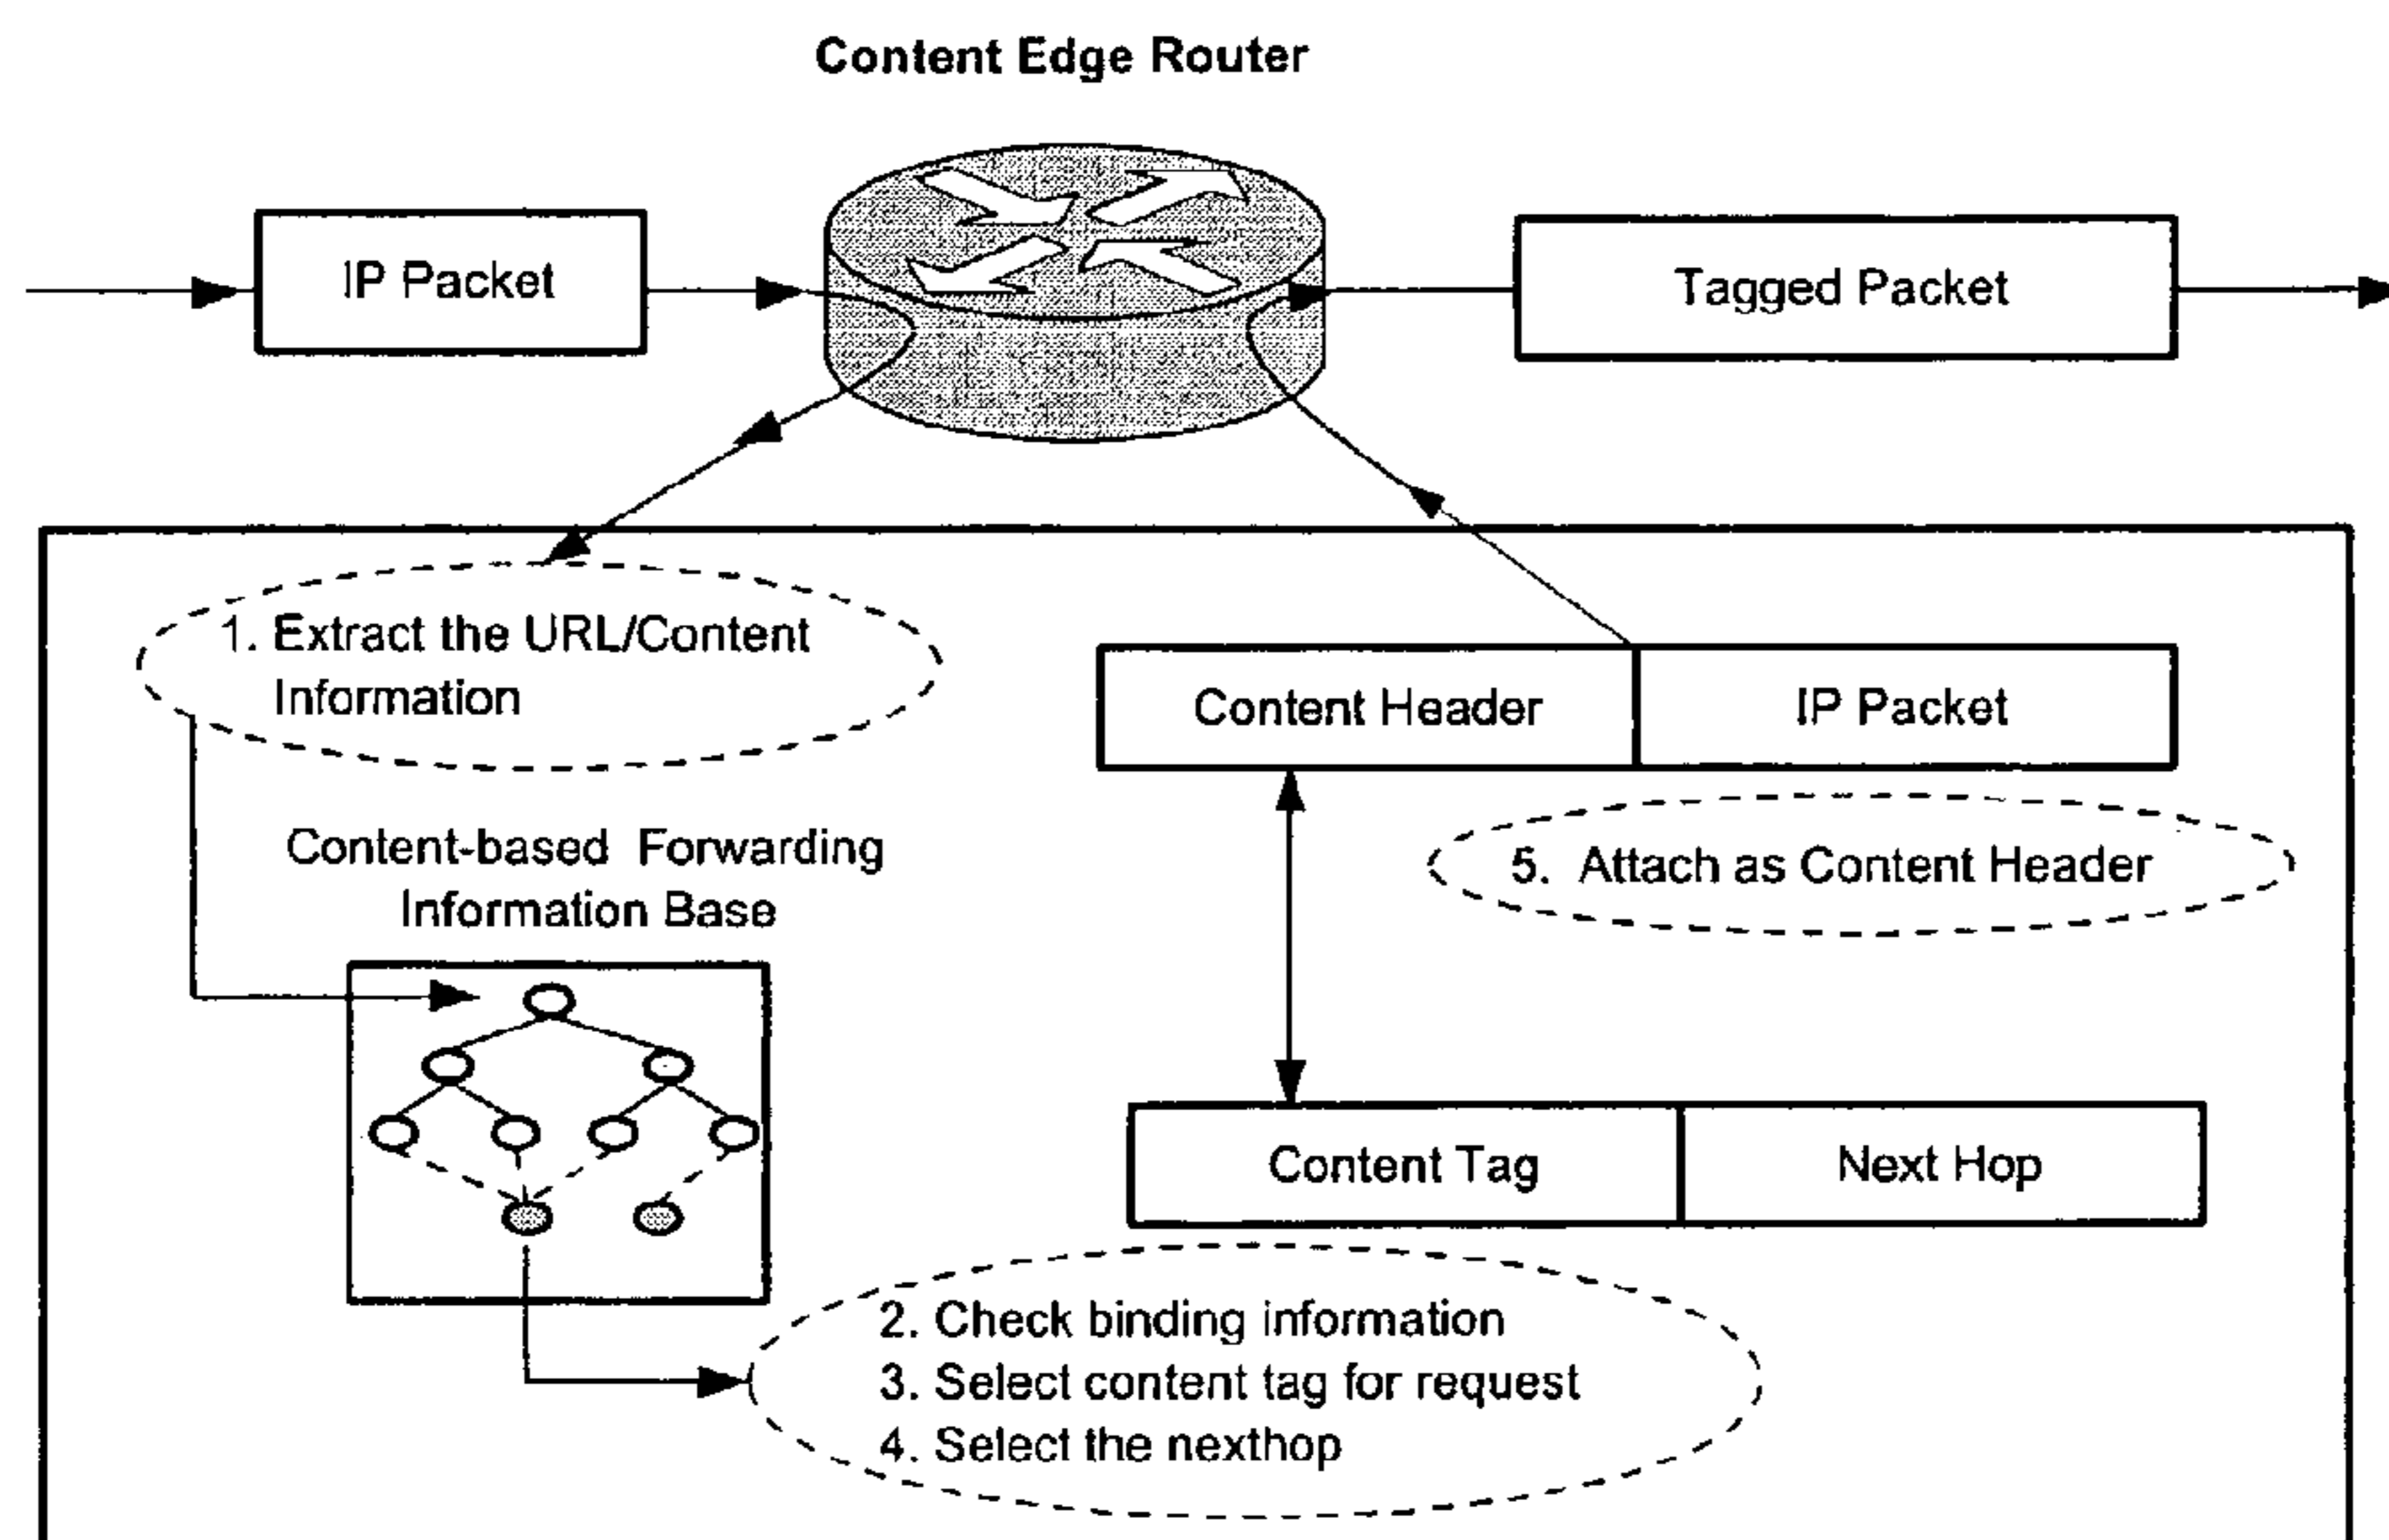 Content Edge Router
IP Packet
Tagged Packet
1. Extract the URL/Content
Information
Content Header
IP Packet
5. Attach as Content Header
Content-based Forwarding
Information Base
Content Tag
Next Hop
2. Check binding information
3. Select content tag for request
4. Select the nexthop